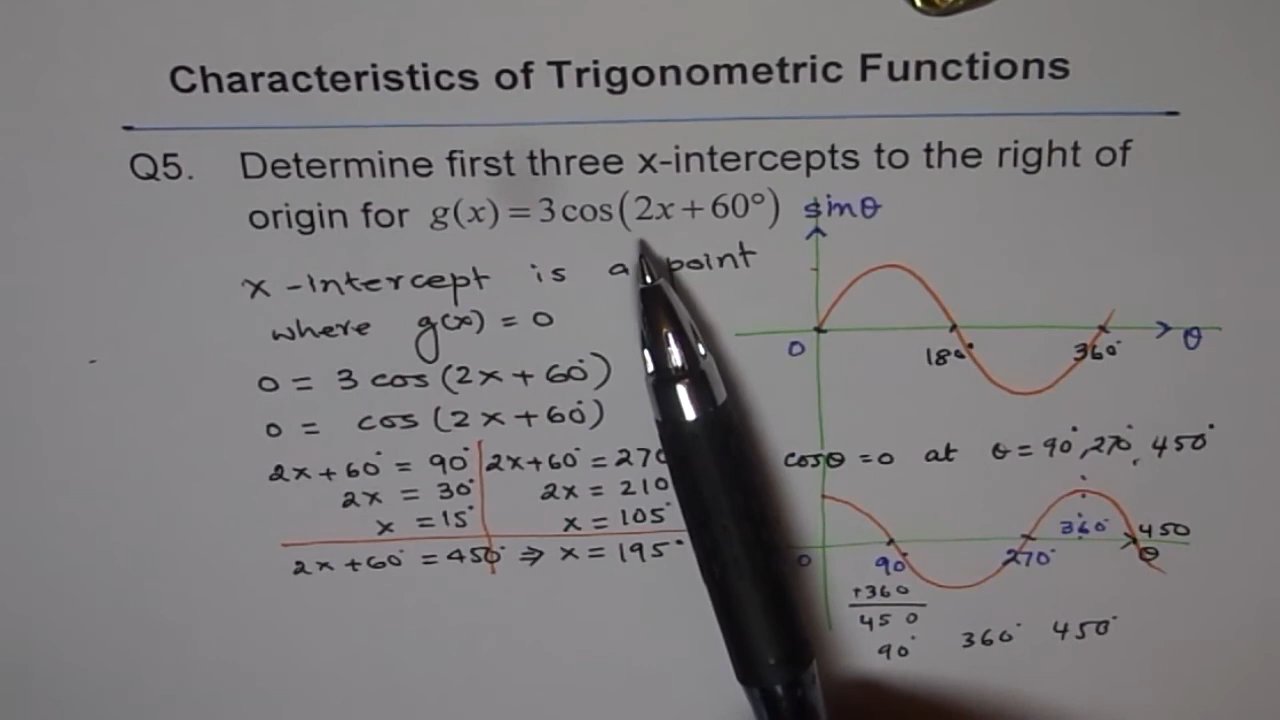 Characteristics of Trigonometric Functions
Q5. Determine first three x-intercepts to the right of
origin for g(x) = 3cos(2x+60°) sinθ
x-intercept is a point
where g(x) = 0
0 = 3 cos (2x + 60°)
0 = cos (2x + 60°)
2x + 60° = 90° 2x+60° = 270
2x = 30° 2x = 210
x = 15° x = 105°
2x + 60° = 450° ⇒ x = 195°
0 180° 360° θ
cosθ = 0 at θ = 90°, 270°, 450°
360° 450
0 90° 270° θ
+360
450
90° 360° 450°